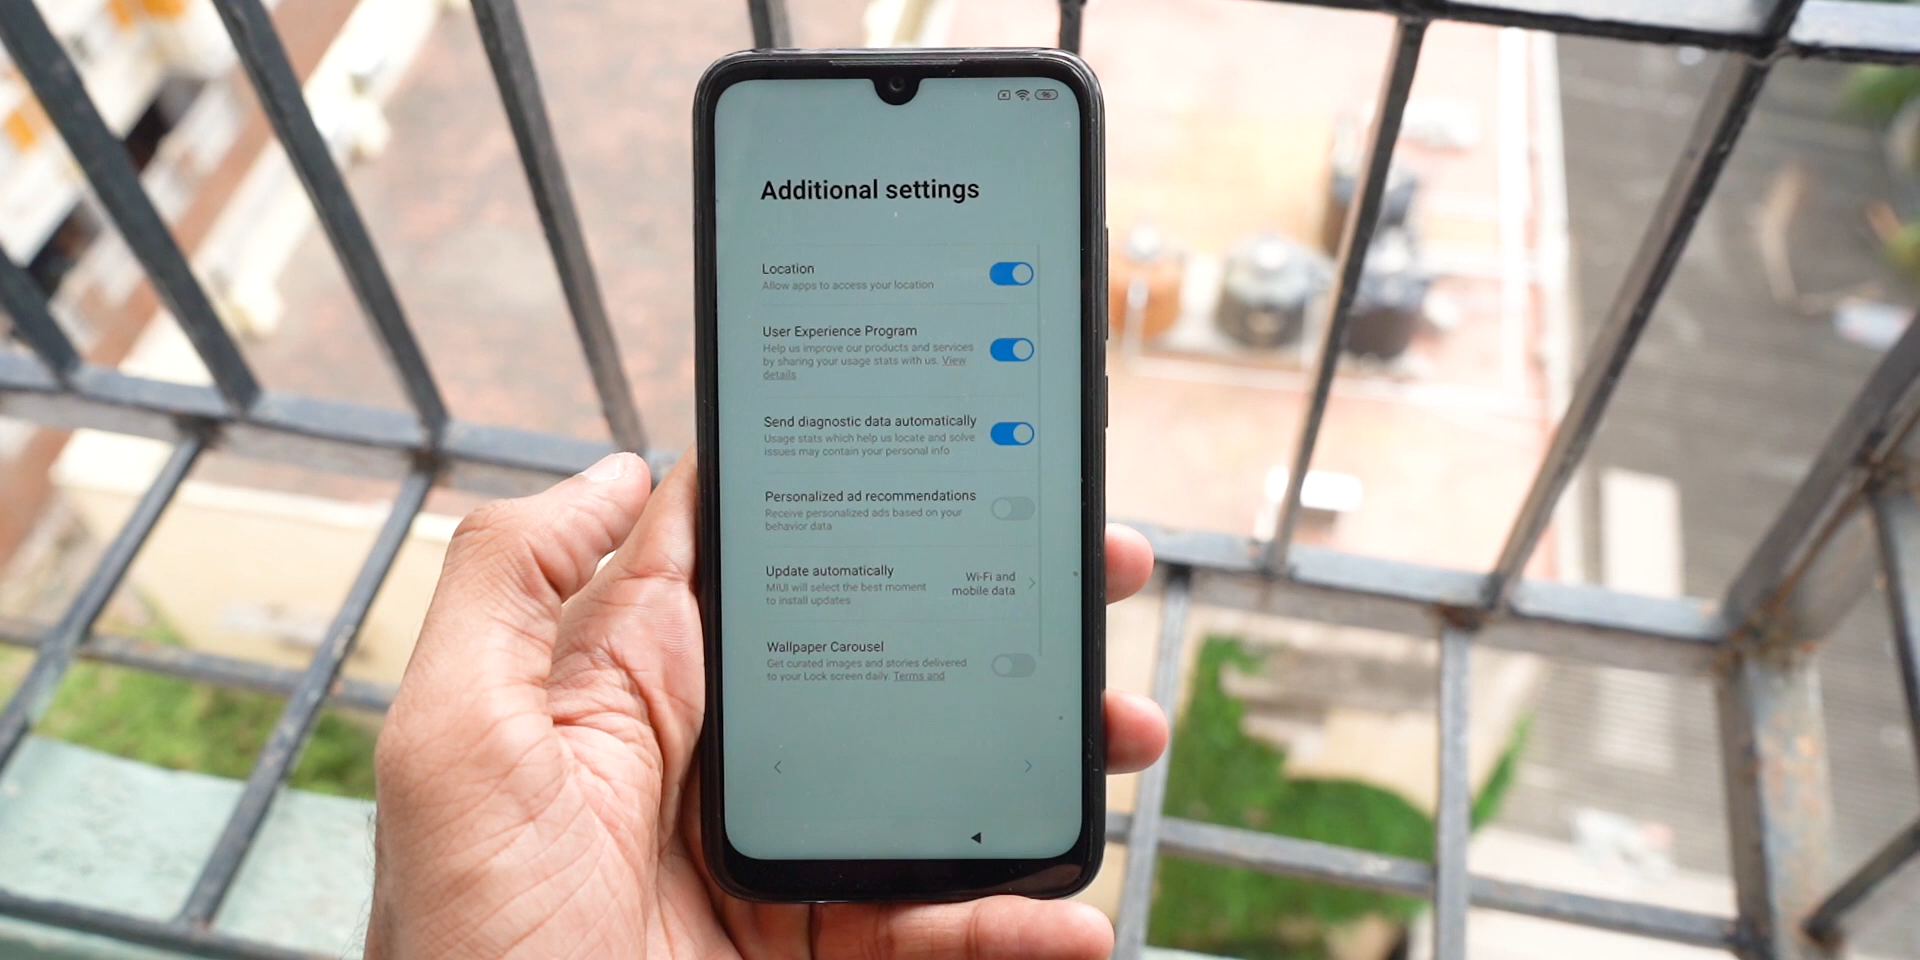 96
Additional settings
Location
Allow apps to access your location
User Experience Program
Help us improve our products and services
by sharing your usage stats with us. View
details
Send diagnostic data automatically
Usage stats which help us locate and solve
issues may contain your personal info
Personalized ad recommendations
Receive personalized ads based on your
behavior data
Update automatically
MIUI will select the best moment
to install updates
Wi-Fi and
mobile data
Wallpaper Carousel
Get curated images and stories delivered
to your Lock screen daily. Terms and